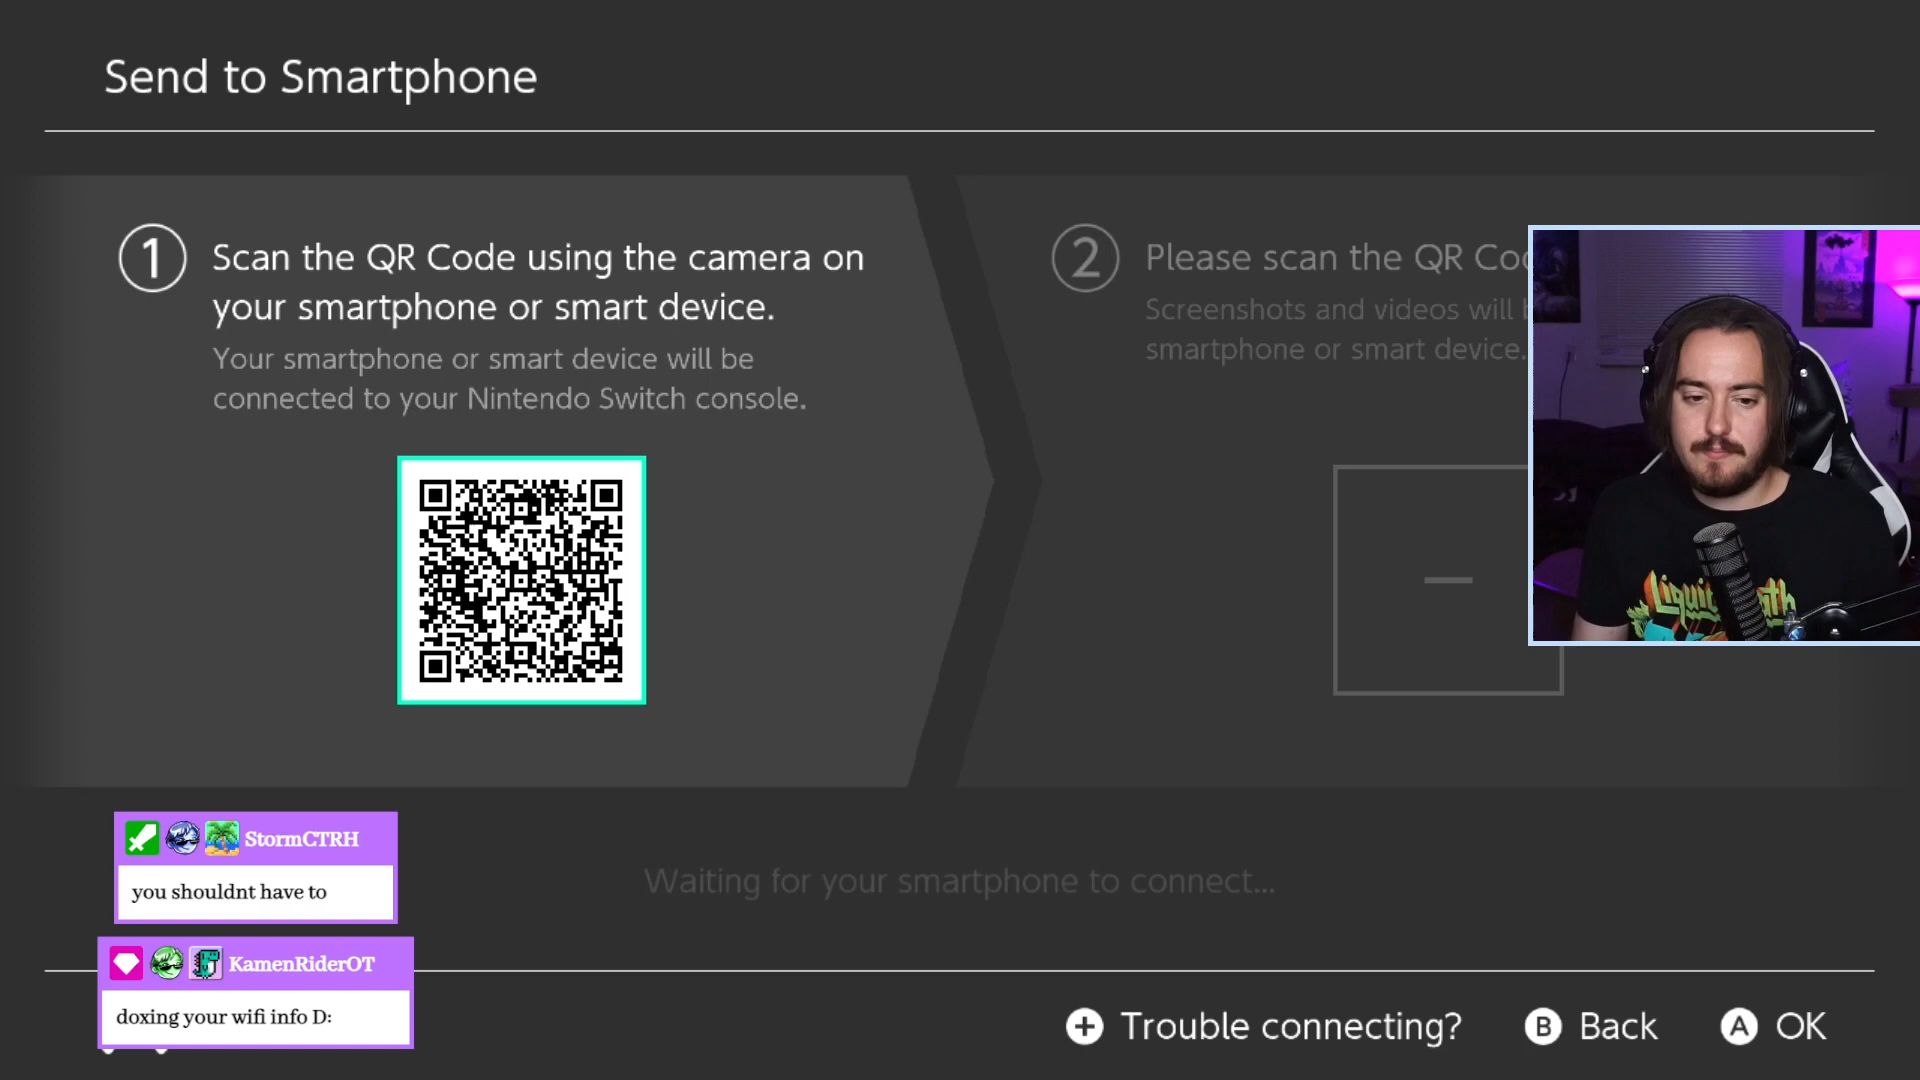 Send to Smartphone
1
Scan the QR Code using the camera on
your smartphone or smart device.
Your smartphone or smart device will be
connected to your Nintendo Switch console.
2
Please scan the QR
Screenshots and videos will
smartphone or smart device.
StormCTRH
you shouldnt have to
Waiting for your smartphone to connect...
KamenRiderOT
doxing your wifi info D:
+ Trouble connecting?
B Back
A OK